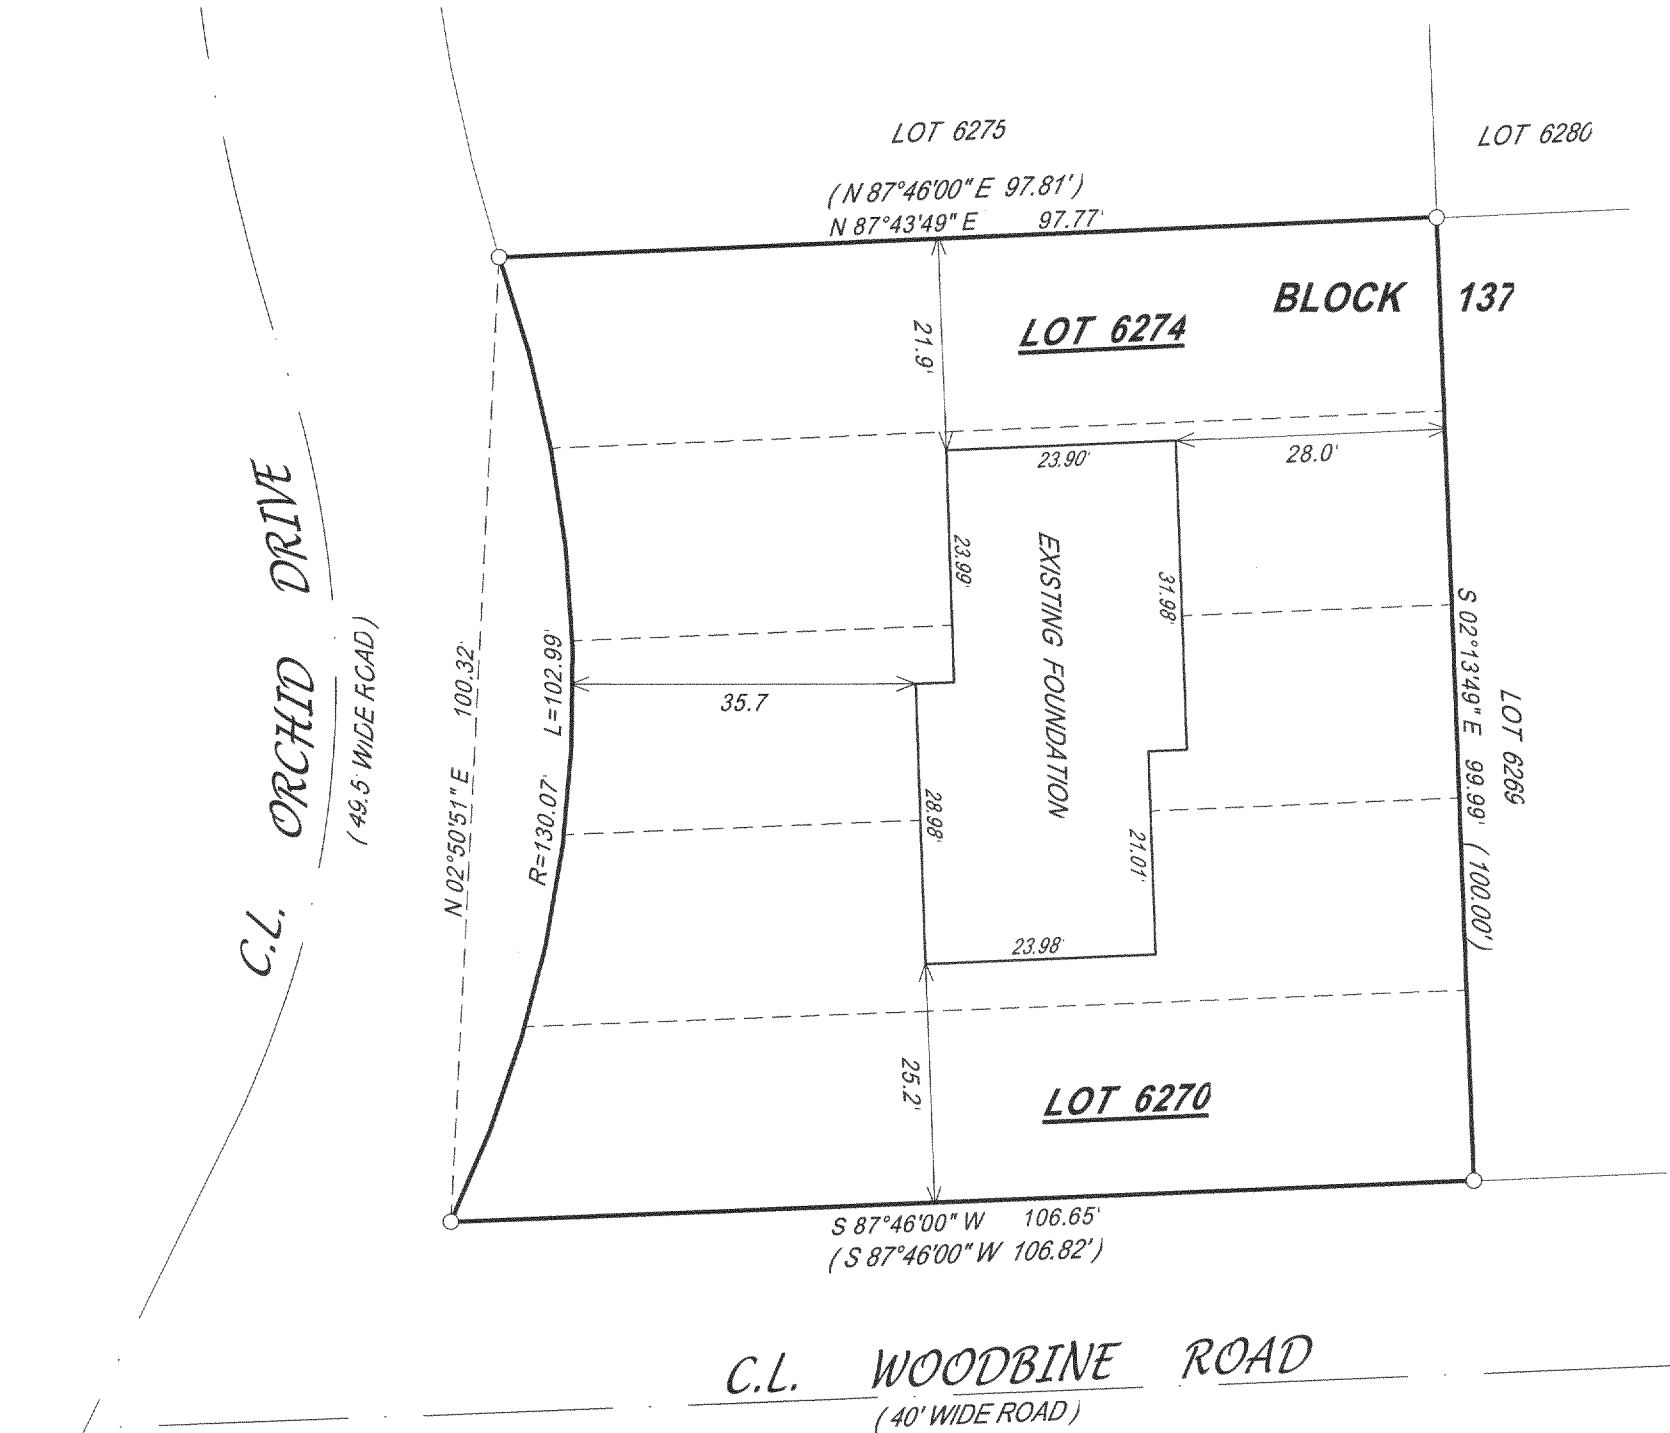 LOT 6275
LOT 6280
( N 87°46'00" E 97.81' )
N 87°43'49" E 97.77'
BLOCK 137
LOT 6274
21.9'
23.90'
28.0'
23.99'
31.98'
EXISTING FOUNDATION
C.L. ORCHID DRIVE
( 49.5' WIDE ROAD )
N 02°50'51" E 100.32'
R=130.07' L=102.99'
35.7
S 02°13'49" E 99.99' ( 100.00' )
LOT 6269
28.98'
21.01'
23.98'
25.2'
LOT 6270
S 87°46'00" W 106.65'
( S 87°46'00" W 106.82' )
C.L. WOODBINE ROAD
( 40' WIDE ROAD )